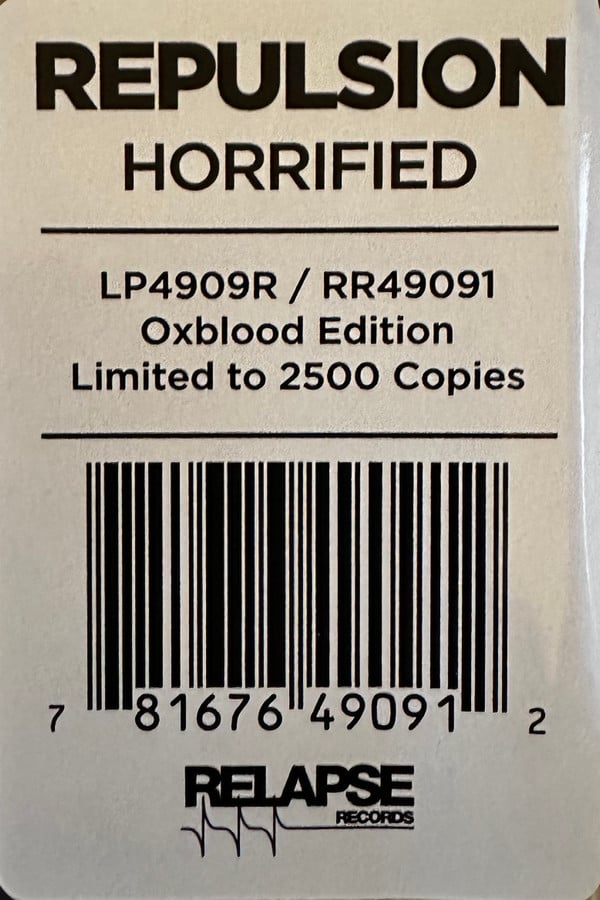 REPULSION
HORRIFIED
LP4909R / RR49091
Oxblood Edition
Limited to 2500 Copies
7 81676 49091 2
RELAPSE
RECORDS